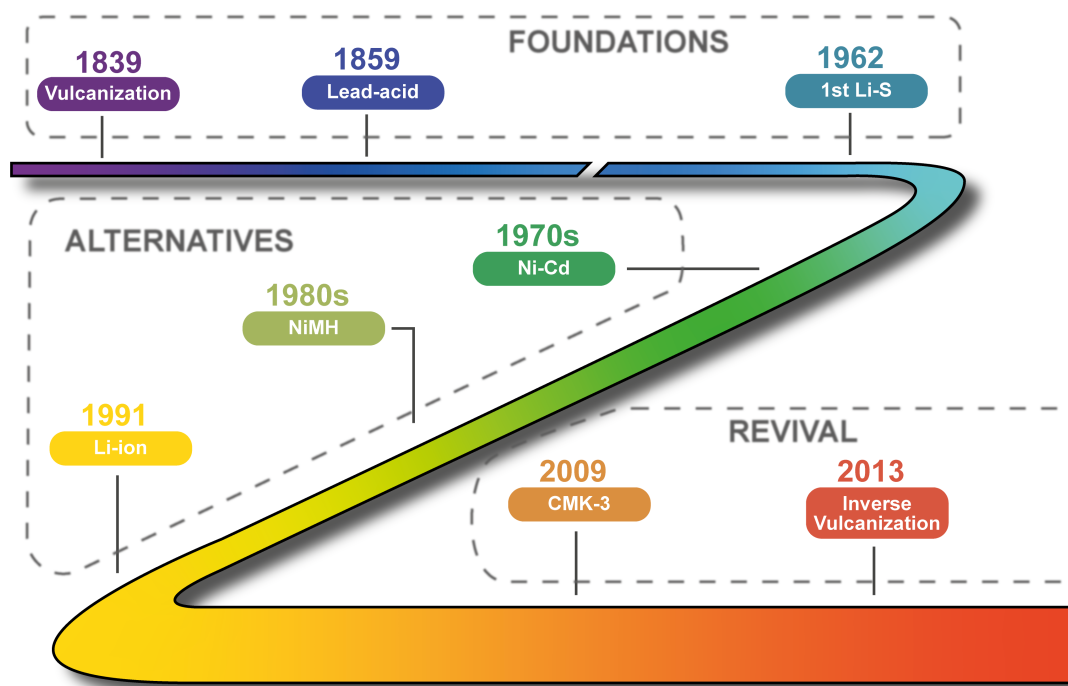 FOUNDATIONS
1839
Vulcanization
1859
Lead-acid
1962
1st Li-S
ALTERNATIVES
1970s
Ni-Cd
1980s
NiMH
1991
Li-ion
REVIVAL
2009
CMK-3
2013
Inverse
Vulcanization